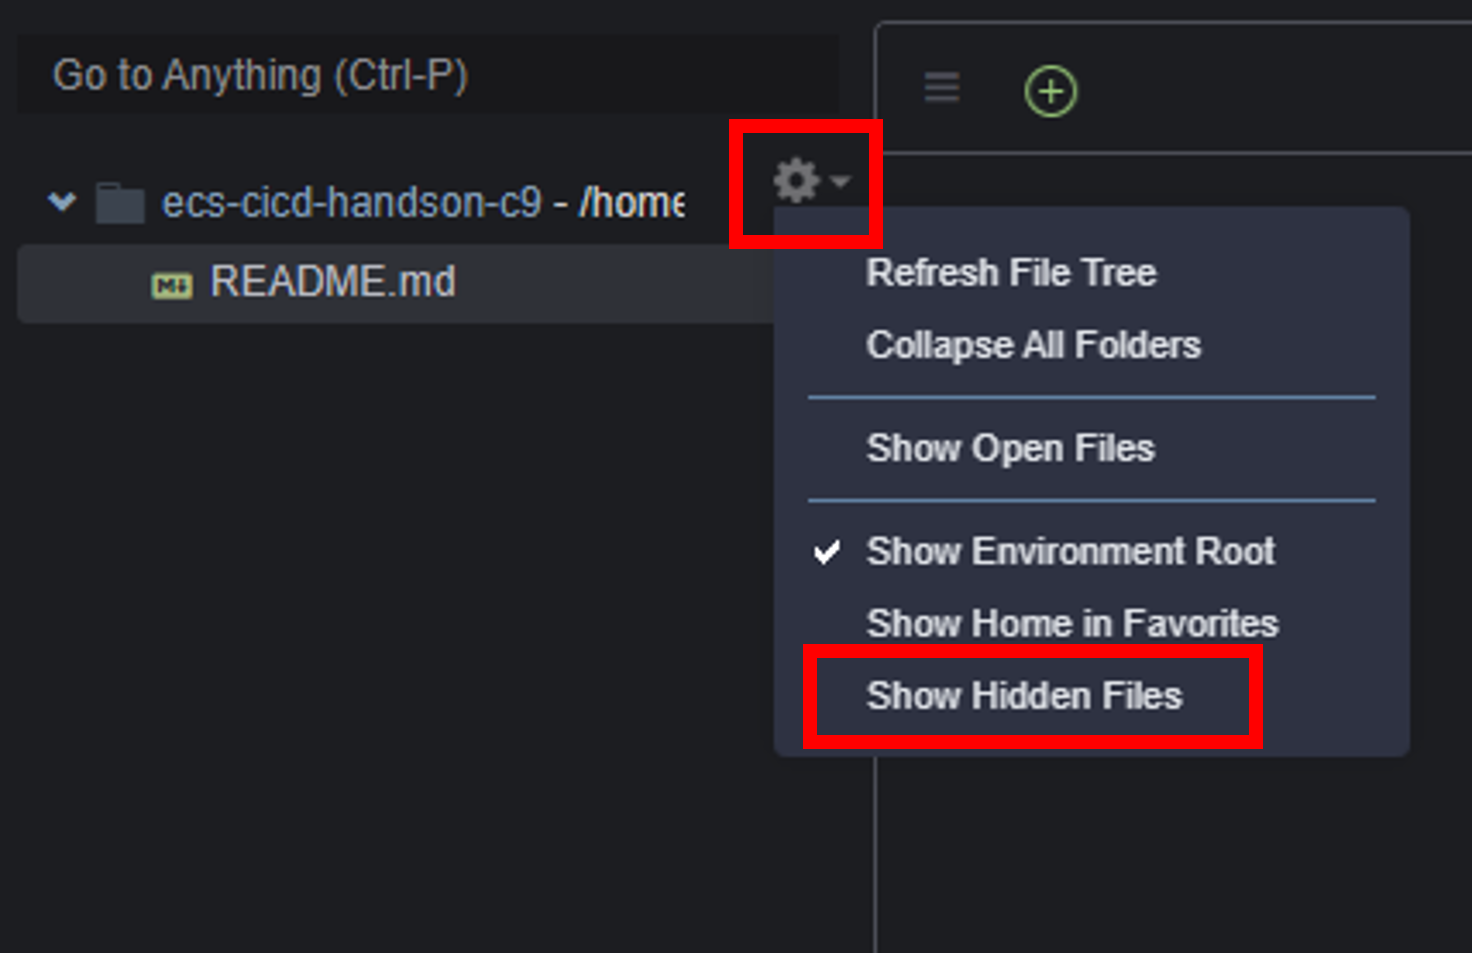 Go to Anything (Ctrl-P)
ecs-cicd-handson-c9 - /home
README.md
Refresh File Tree
Collapse All Folders
Show Open Files
Show Environment Root
Show Home in Favorites
Show Hidden Files